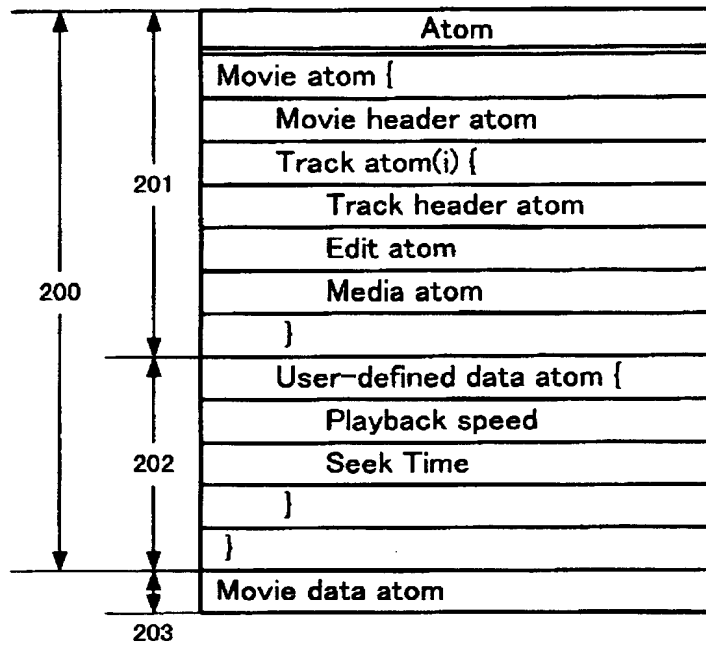 Atom
Movie atom {
Movie header atom
Track atom(i) {
201
Track header atom
Edit atom
200
Media atom
}
User-defined data atom {
Playback speed
202
Seek Time
}
}
Movie data atom
203